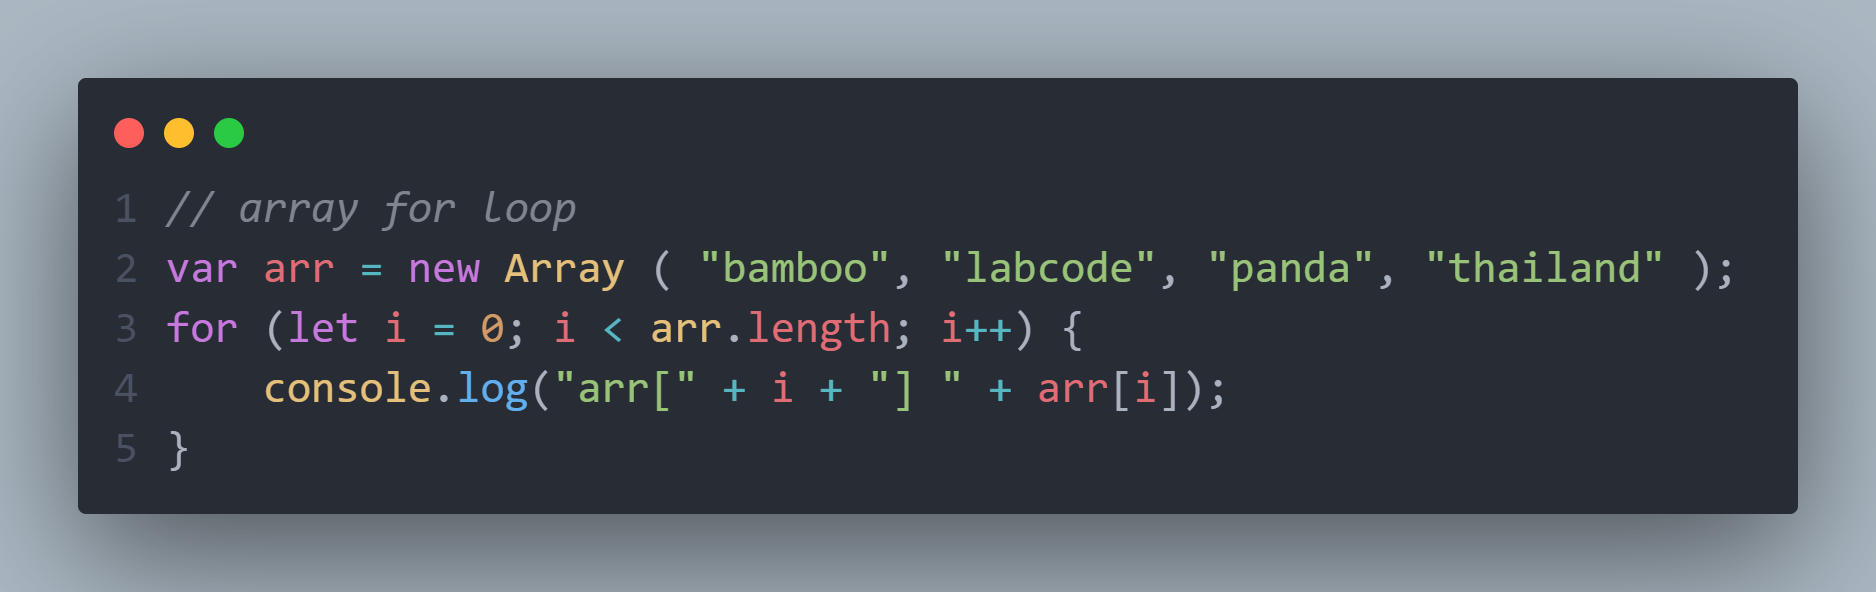 1 // array for loop
2 var arr = new Array ( "bamboo", "labcode", "panda", "thailand" );
3 for (let i = 0; i < arr.length; i++) {
4     console.log("arr[" + i + "] " + arr[i]);
5 }